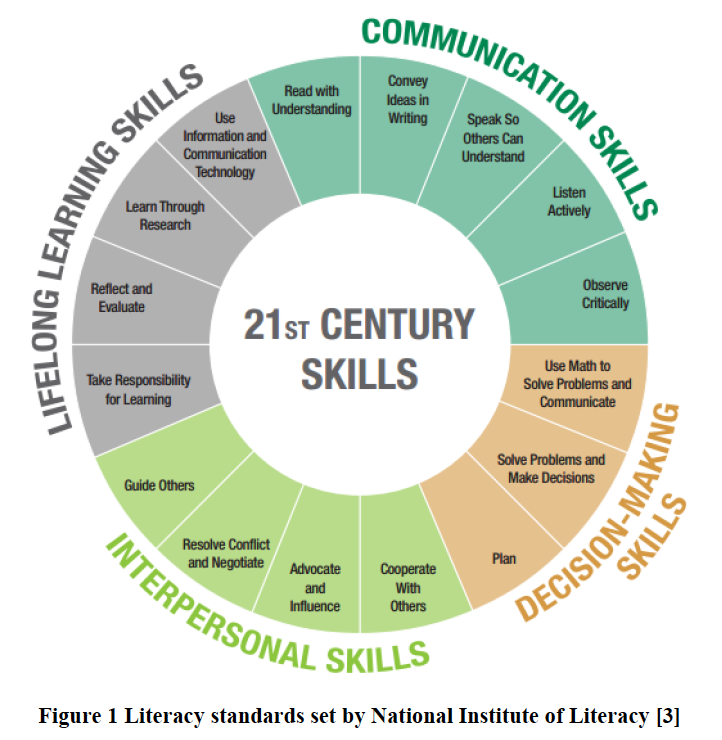 COMMUNICATION SKILLS
Read with
Understanding
Convey
Ideas in
Writing
Speak So
Others Can
Understand
Listen
Actively
Observe
Critically
DECISION-MAKING
SKILLS
Use Math to
Solve Problems and
Communicate
Solve Problems and
Make Decisions
Plan
INTERPERSONAL SKILLS
Cooperate
With
Others
Advocate
and
Influence
Resolve Conflict
and Negotiate
Guide Others
LIFELONG LEARNING SKILLS
Take Responsibility
for Learning
Reflect and
Evaluate
Learn Through
Research
Use
Information and
Communication
Technology
21ST CENTURY
SKILLS
Figure 1 Literacy standards set by National Institute of Literacy [3]